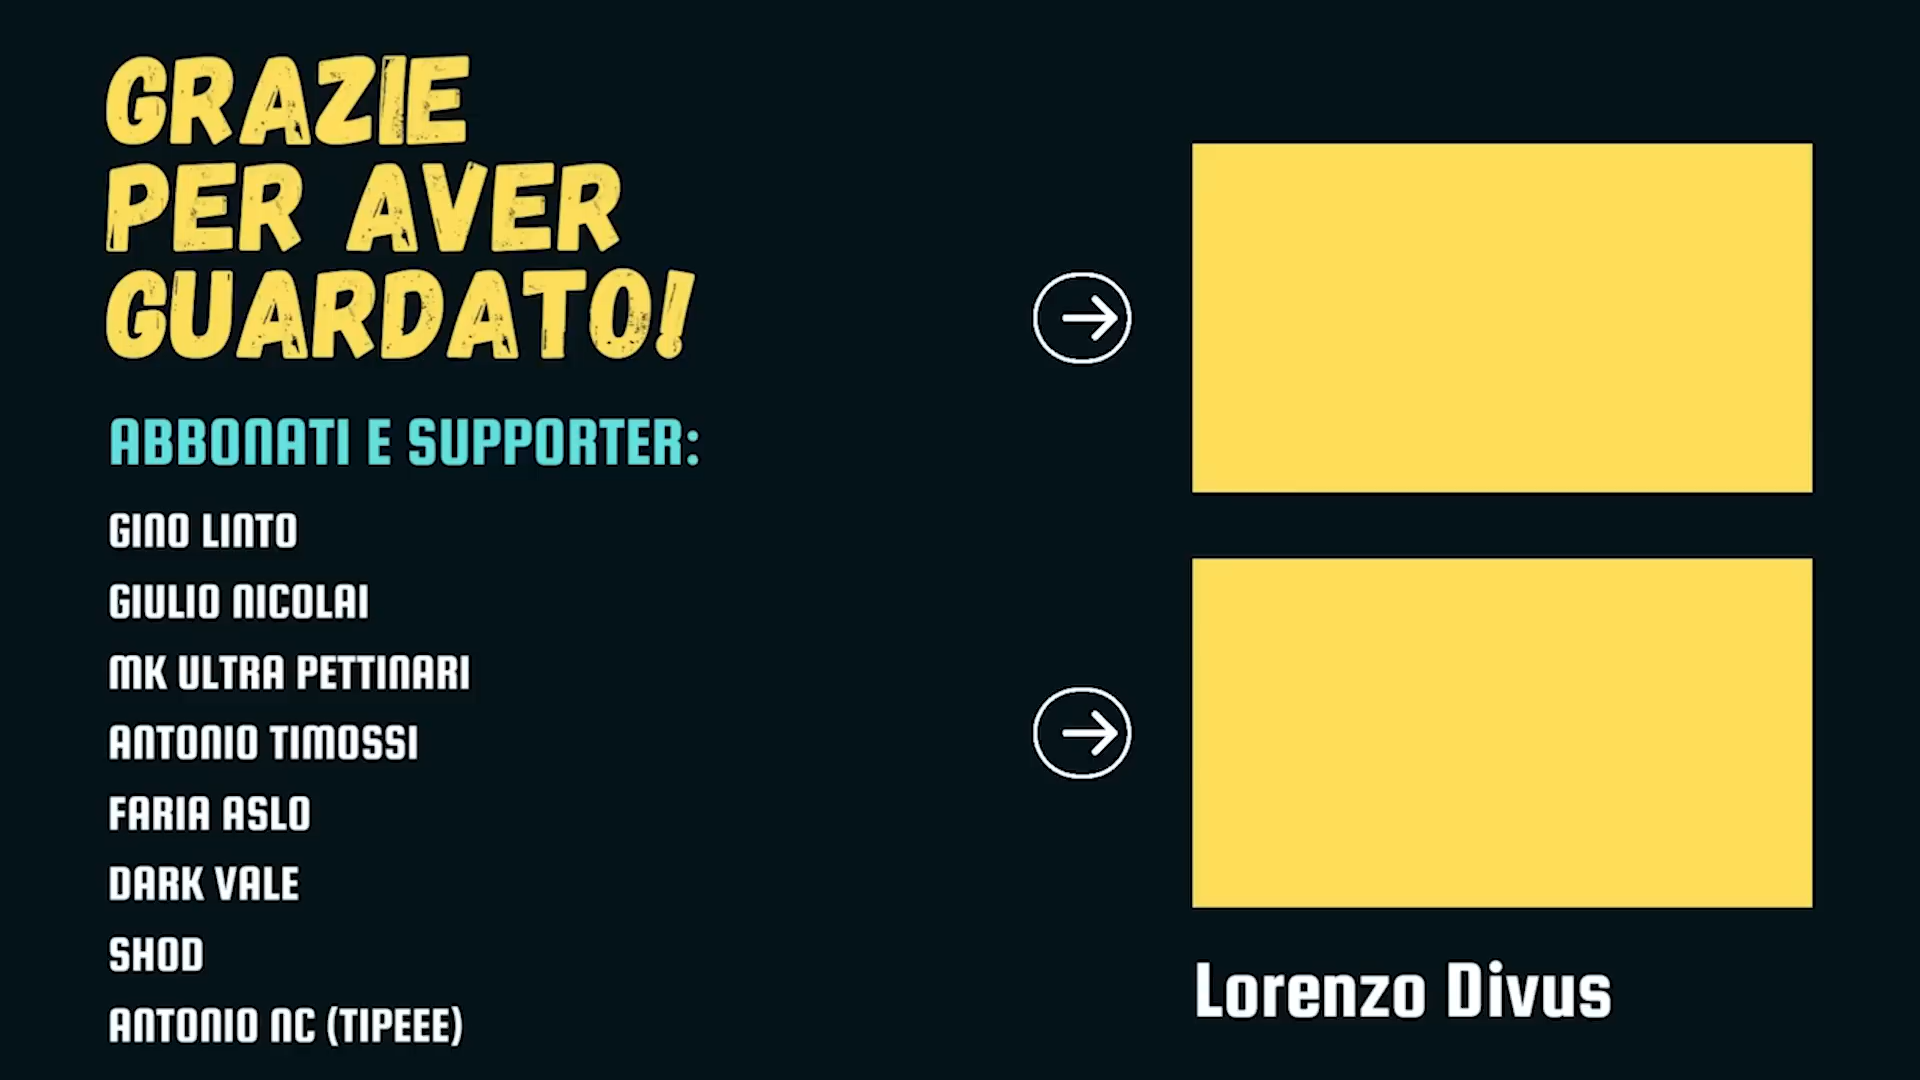 GRAZIE
PER AVER
GUARDATO!
ABBONATI E SUPPORTER:
GINO LINTO
GIULIO NICOLAI
MK ULTRA PETTINARI
ANTONIO TIMOSSI
FARIA ASLO
DARK VALE
SHOD
ANTONIO NC (TIPEEE)
Lorenzo Divus